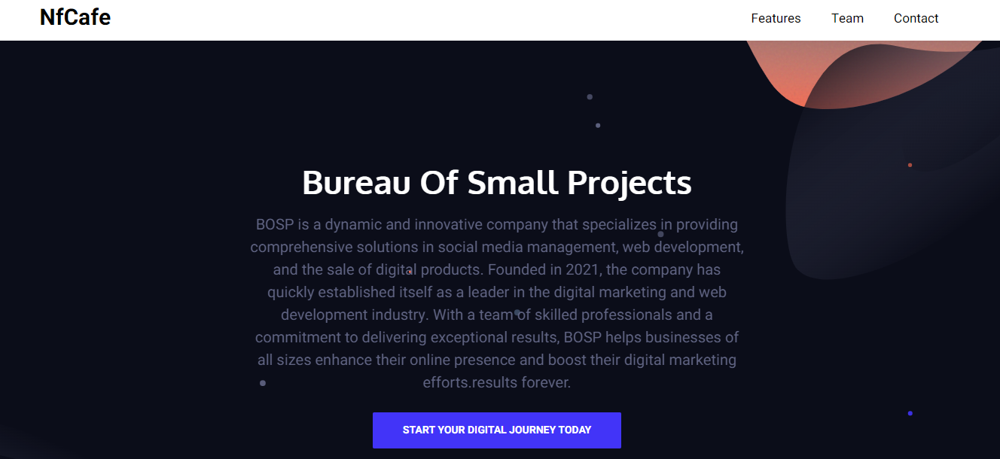 NfCafe
Features Team Contact
Bureau Of Small Projects
BOSP is a dynamic and innovative company that specializes in providing
comprehensive solutions in social media management, web development,
and the sale of digital products. Founded in 2021, the company has
quickly established itself as a leader in the digital marketing and web
development industry. With a team of skilled professionals and a
commitment to delivering exceptional results, BOSP helps businesses of
all sizes enhance their online presence and boost their digital marketing
efforts.results forever.
START YOUR DIGITAL JOURNEY TODAY